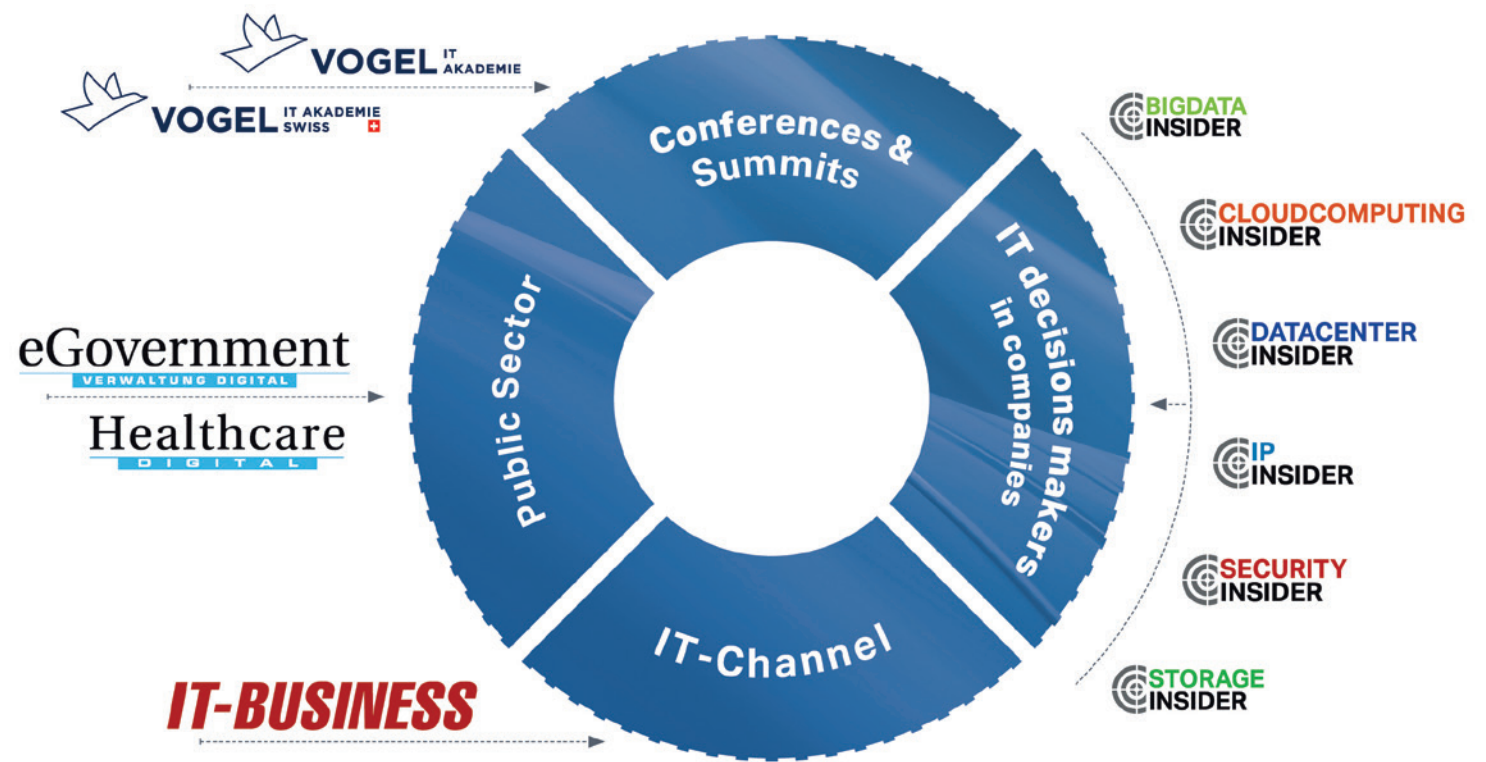 VOGEL IT
AKADEMIE
VOGEL IT AKADEMIE
SWISS
Conferences &
Summits
BIGDATA
INSIDER
CLOUDCOMPUTING
INSIDER
IT decisions makers
in companies
DATACENTER
INSIDER
IP
INSIDER
SECURITY
INSIDER
STORAGE
INSIDER
Public Sector
eGovernment
VERWALTUNG DIGITAL
Healthcare
DIGITAL
IT-Channel
IT-BUSINESS